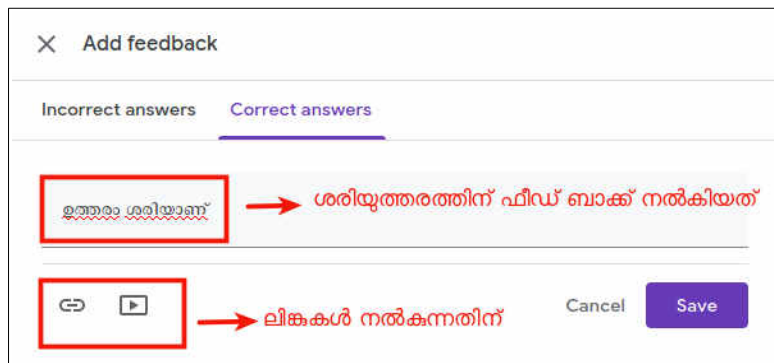 Add feedback
Incorrect answers Correct answers
ഉത്തരം ശരിയാണ് ശരിയുത്തരത്തിന് ഫീഡ് ബാക്ക് നൽകിയത്
ലിങ്കുകൾ നൽകുന്നതിന് Cancel Save